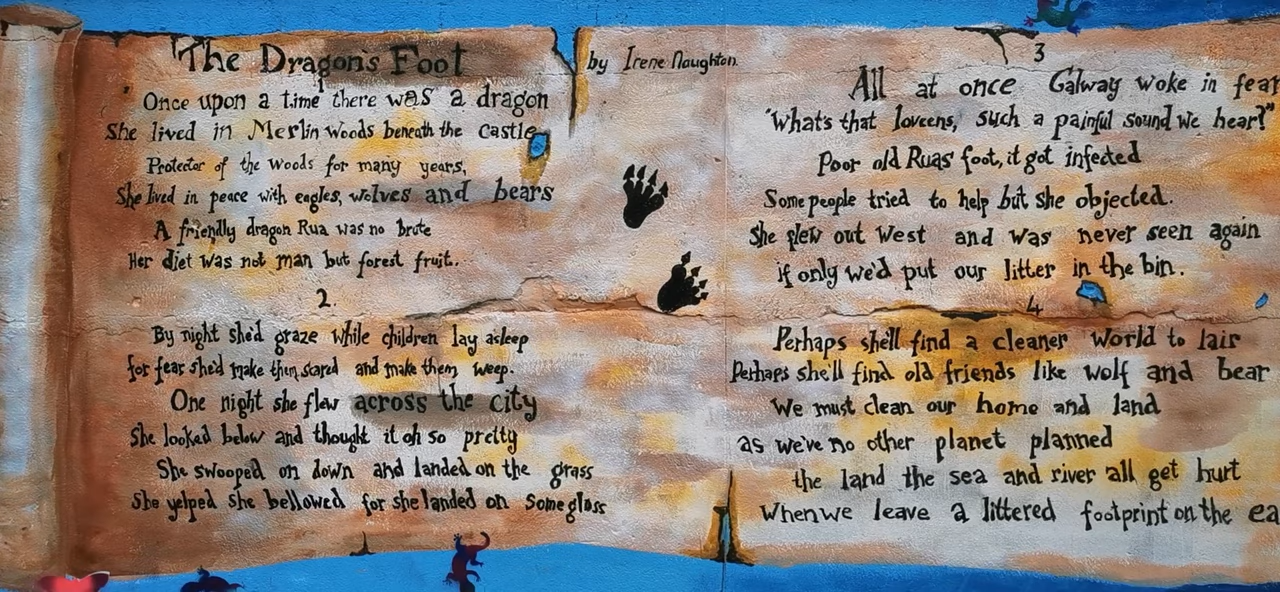 The Dragon's Foot
by Irene Naughton.
Once upon a time there was a dragon
She lived in Merlin Woods beneath the castle
Protector of the woods for many years,
She lived in peace with eagles, wolves and bears
A friendly dragon Rua was no brute
Her diet was not man but forest fruit.
2.
By night she'd graze while children lay asleep
for fear she'd make them scared and make them weep.
One night she flew across the city
She looked below and thought it oh so pretty
She swooped on down and landed on the grass
She yelped she bellowed for she landed on some glass
3
All at once Galway woke in fear
"What's that loveens, such a painful sound we hear?"
Poor old Ruas' foot, it got infected
Some people tried to help but she objected.
She flew out West and was never seen again
if only we'd put our litter in the bin.
4
Perhaps she'll find a cleaner world to lair
Perhaps she'll find old friends like wolf and bear
We must clean our home and land
as we've no other planet planned
the land the sea and river all get hurt
When we leave a littered footprint on the ea